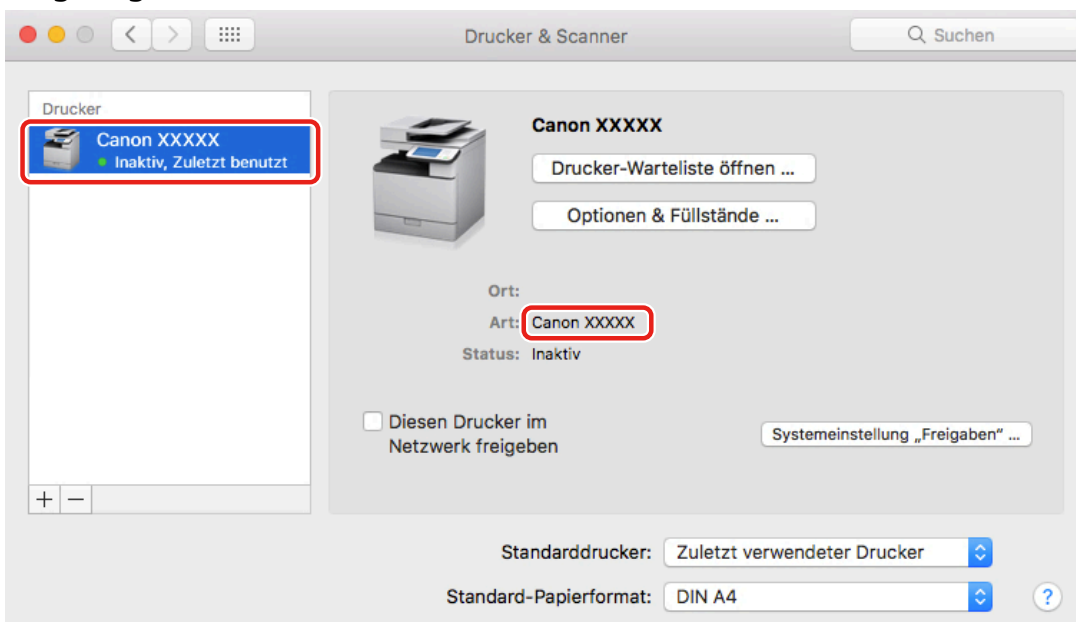 Drucker & Scanner
Suchen
Drucker
Canon XXXXX
Inaktiv, Zuletzt benutzt
Canon XXXXX
Drucker-Warteliste öffnen ...
Optionen & Füllstände ...
Ort:
Art: Canon XXXXX
Status: Inaktiv
Diesen Drucker im
Netzwerk freigeben
Systemeinstellung „Freigaben“ ...
+ −
Standarddrucker: Zuletzt verwendeter Drucker
Standard-Papierformat: DIN A4
?